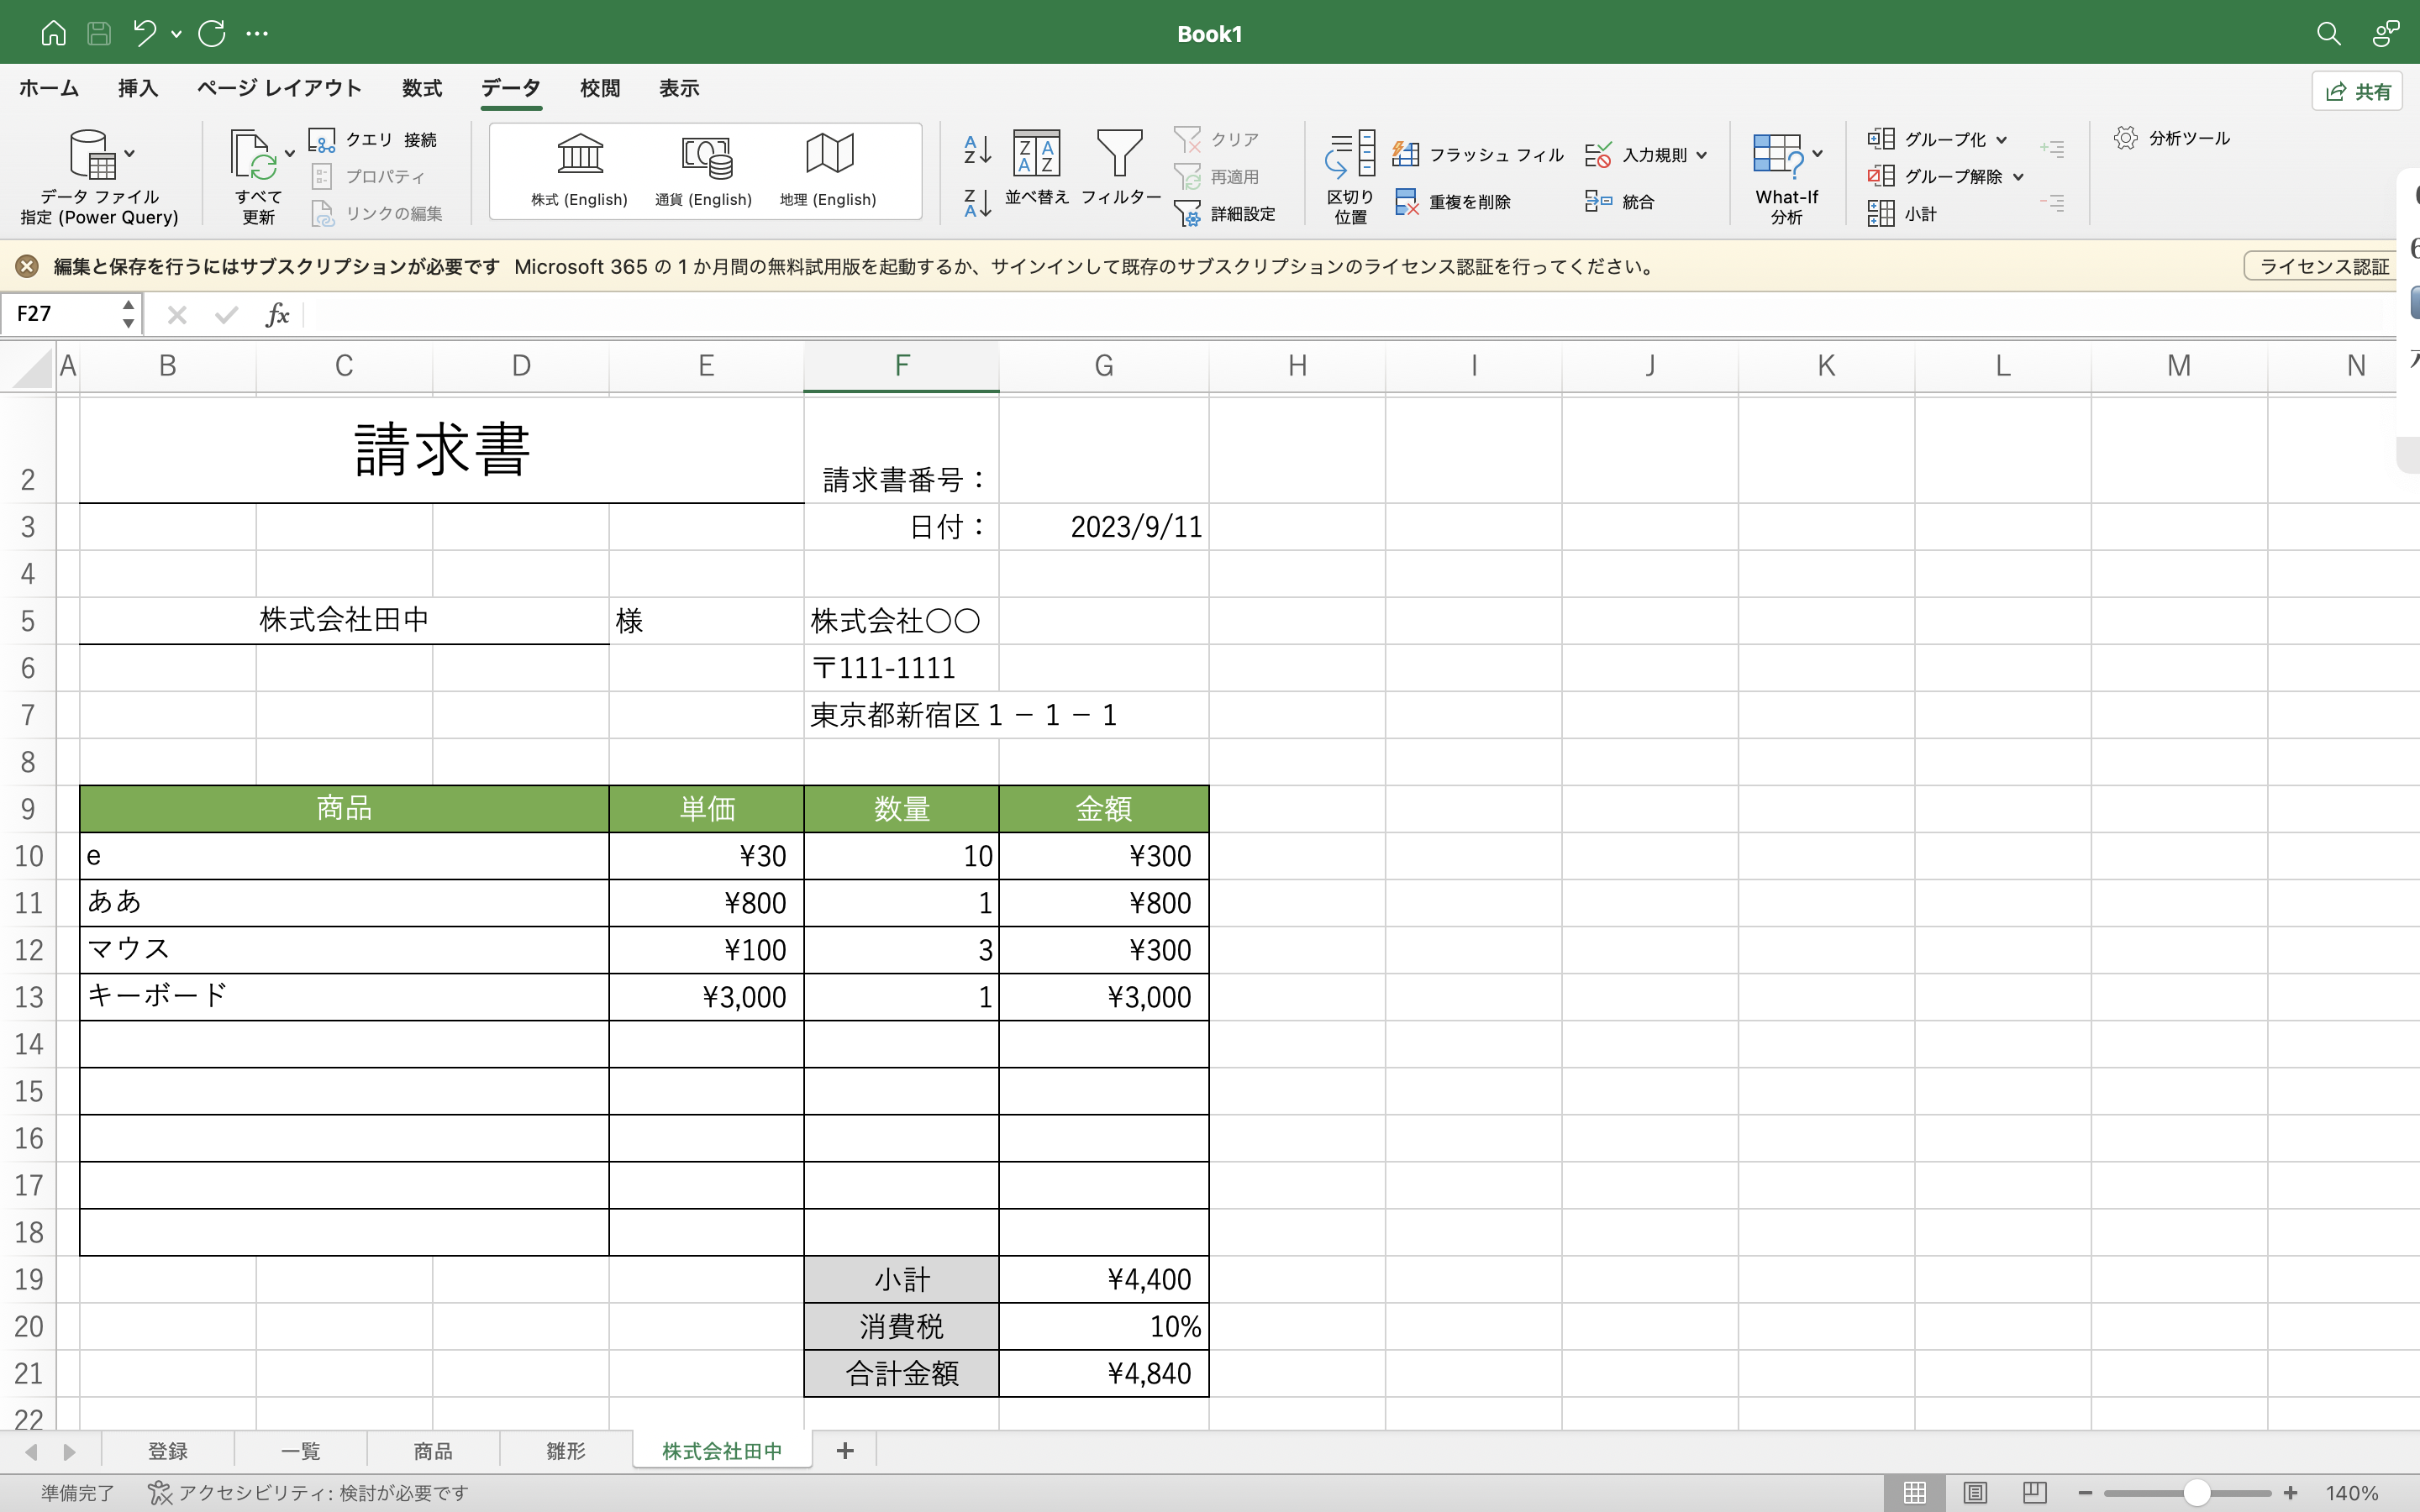 Book1
ホーム 挿入 ページ レイアウト 数式 データ 校閲 表示 共有
データ ファイル指定 (Power Query)
すべて更新
クエリ 接続
プロパティ
リンクの編集
株式 (English) 通貨 (English) 地理 (English)
並べ替え フィルター
クリア
再適用
詳細設定
区切り位置
フラッシュ フィル
重複を削除
入力規則
統合
What-If 分析
グループ化
グループ解除
小計
分析ツール
編集と保存を行うにはサブスクリプションが必要です Microsoft 365 の 1 か月間の無料試用版を起動するか、サインインして既存のサブスクリプションのライセンス認証を行ってください。 ライセンス認証
F27 fx
A B C D E F G H I J K L M N
2 請求書 請求書番号：
3 日付： 2023/9/11
4
5 株式会社田中 様 株式会社〇〇
6 〒111-1111
7 東京都新宿区１－１－１
8
9 商品 単価 数量 金額
10 e ¥30 10 ¥300
11 ああ ¥800 1 ¥800
12 マウス ¥100 3 ¥300
13 キーボード ¥3,000 1 ¥3,000
14
15
16
17
18
19 小計 ¥4,400
20 消費税 10%
21 合計金額 ¥4,840
22
登録 一覧 商品 雛形 株式会社田中 +
準備完了 アクセシビリティ: 検討が必要です 140%